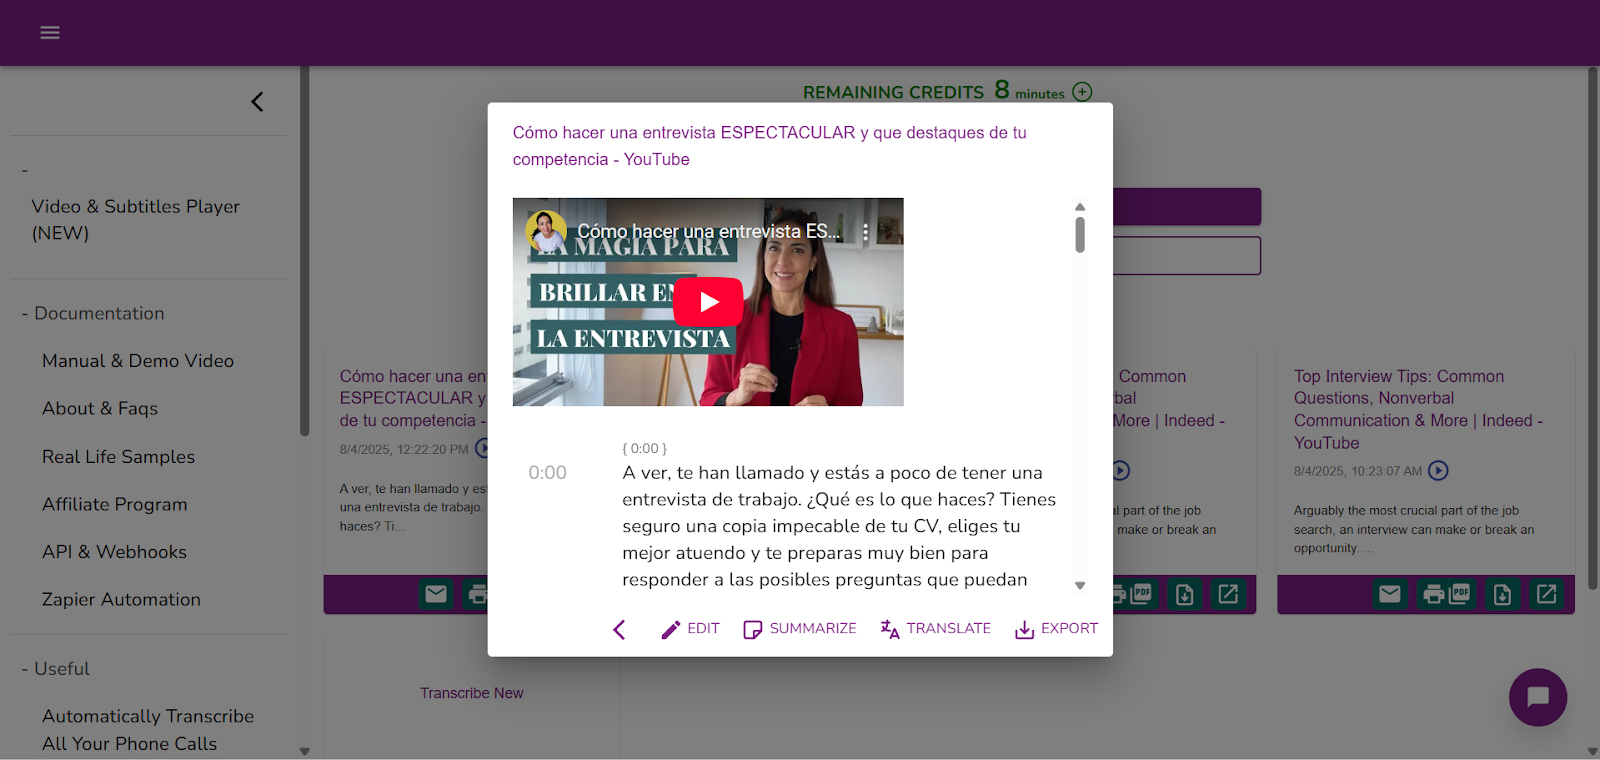 REMAINING CREDITS 8 minutes
-
Video & Subtitles Player
(NEW)
- Documentation
Manual & Demo Video
About & Faqs
Real Life Samples
Affiliate Program
API & Webhooks
Zapier Automation
- Useful
Automatically Transcribe
All Your Phone Calls
Cómo hacer una entrevista ESPECTACULAR y que destaques de tu
competencia - YouTube
Cómo hacer una entrevista ES...
LA MAGIA PARA
BRILLAR EN
LA ENTREVISTA
{ 0:00 }
0:00
A ver, te han llamado y estás a poco de tener una
entrevista de trabajo. ¿Qué es lo que haces? Tienes
seguro una copia impecable de tu CV, eliges tu
mejor atuendo y te preparas muy bien para
responder a las posibles preguntas que puedan
EDIT
SUMMARIZE
TRANSLATE
EXPORT
Cómo hacer una en
ESPECTACULAR y
de tu competencia -
8/4/2025, 12:22:20 PM
A ver, te han llamado y es
una entrevista de trabajo.
haces? Ti...
Common
bal
More | Indeed -
al part of the job
make or break an
PDF
Top Interview Tips: Common
Questions, Nonverbal
Communication & More | Indeed -
YouTube
8/4/2025, 10:23:07 AM
Arguably the most crucial part of the job
search, an interview can make or break an
opportunity. ...
PDF
Transcribe New